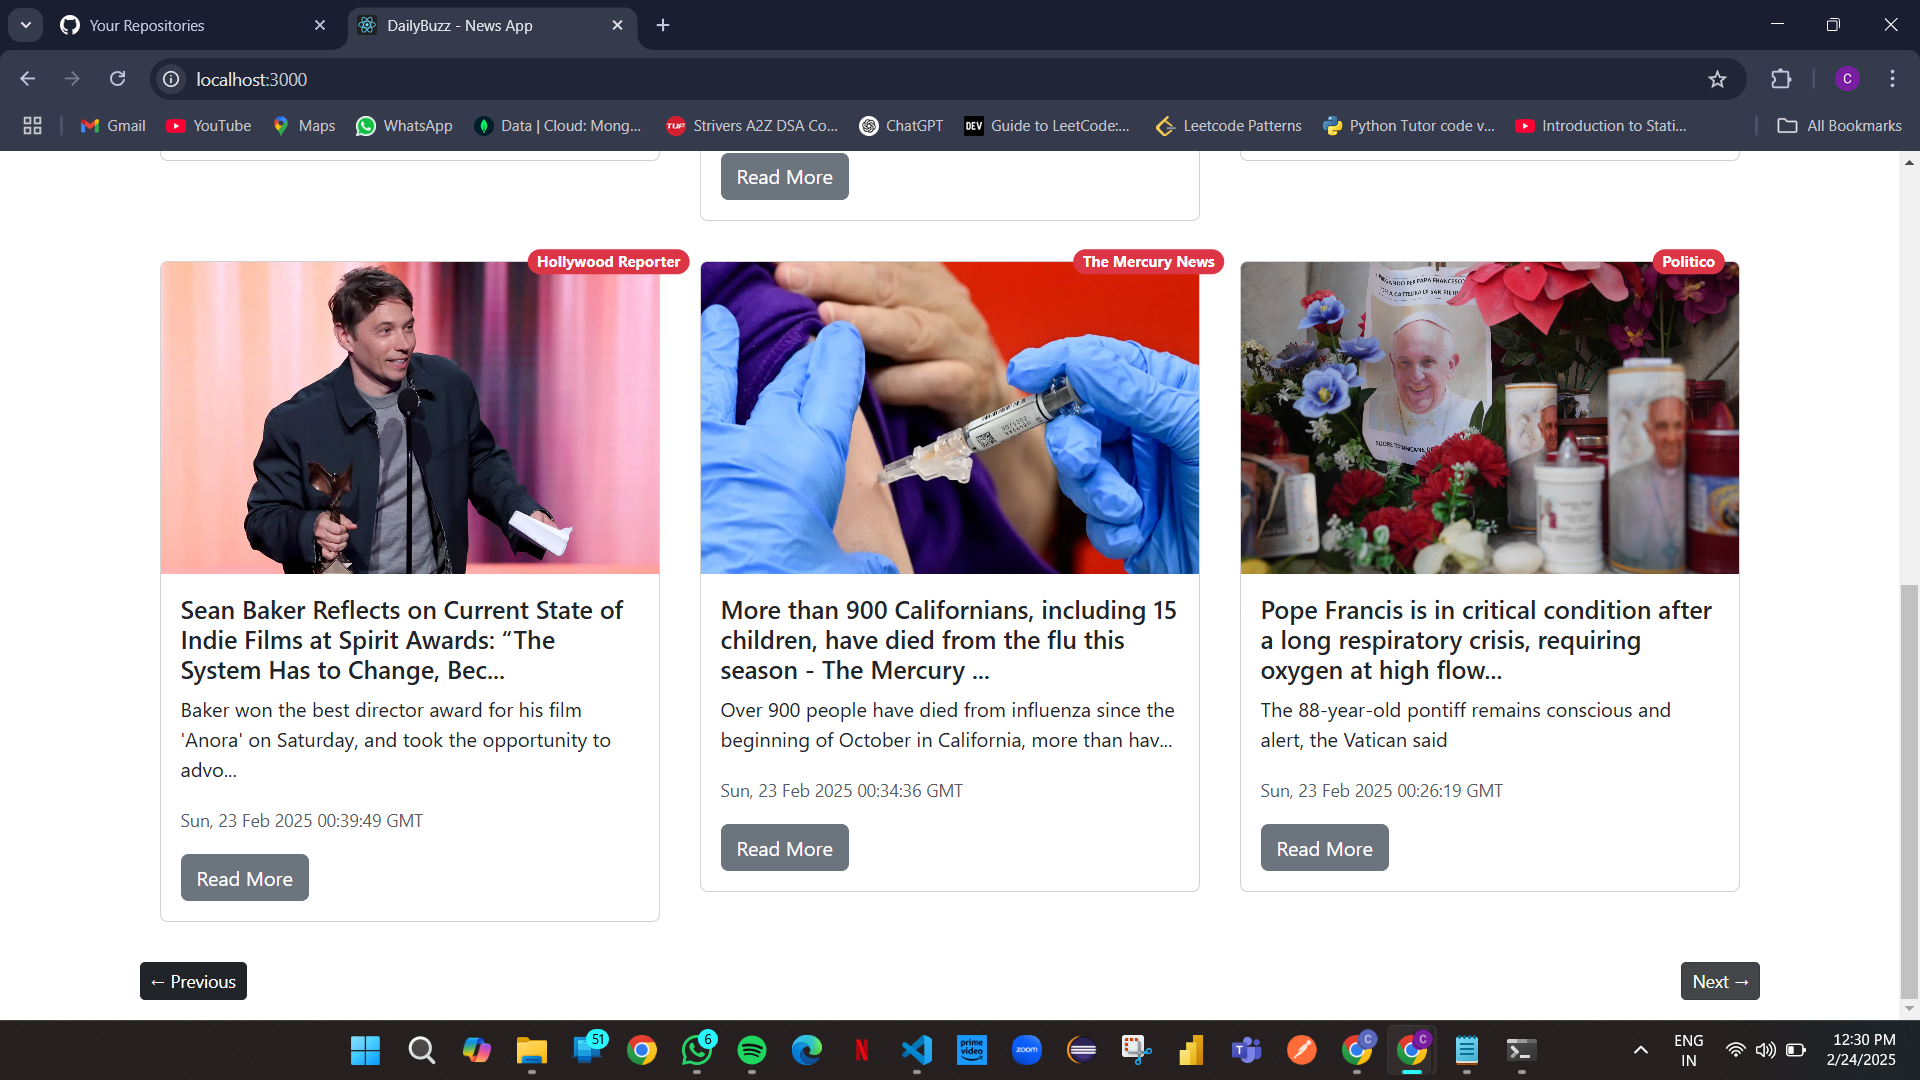 Your Repositories
DailyBuzz - News App
localhost:3000
C
Gmail
YouTube
Maps
WhatsApp
Data | Cloud: Mong...
TUF
Strivers A2Z DSA Co...
ChatGPT
DEV
Guide to LeetCode:...
Leetcode Patterns
Python Tutor code v...
Introduction to Stati...
All Bookmarks
Read More
Hollywood Reporter
The Mercury News
Politico
Sean Baker Reflects on Current State of
Indie Films at Spirit Awards: “The
System Has to Change, Bec...
Baker won the best director award for his film
'Anora' on Saturday, and took the opportunity to
advo...
Sun, 23 Feb 2025 00:39:49 GMT
Read More
More than 900 Californians, including 15
children, have died from the flu this
season - The Mercury ...
Over 900 people have died from influenza since the
beginning of October in California, more than hav...
Sun, 23 Feb 2025 00:34:36 GMT
Read More
Pope Francis is in critical condition after
a long respiratory crisis, requiring
oxygen at high flow...
The 88-year-old pontiff remains conscious and
alert, the Vatican said
Sun, 23 Feb 2025 00:26:19 GMT
Read More
← Previous
Next →
51
6
prime video
zoom
C
C
ENG
IN
12:30 PM
2/24/2025